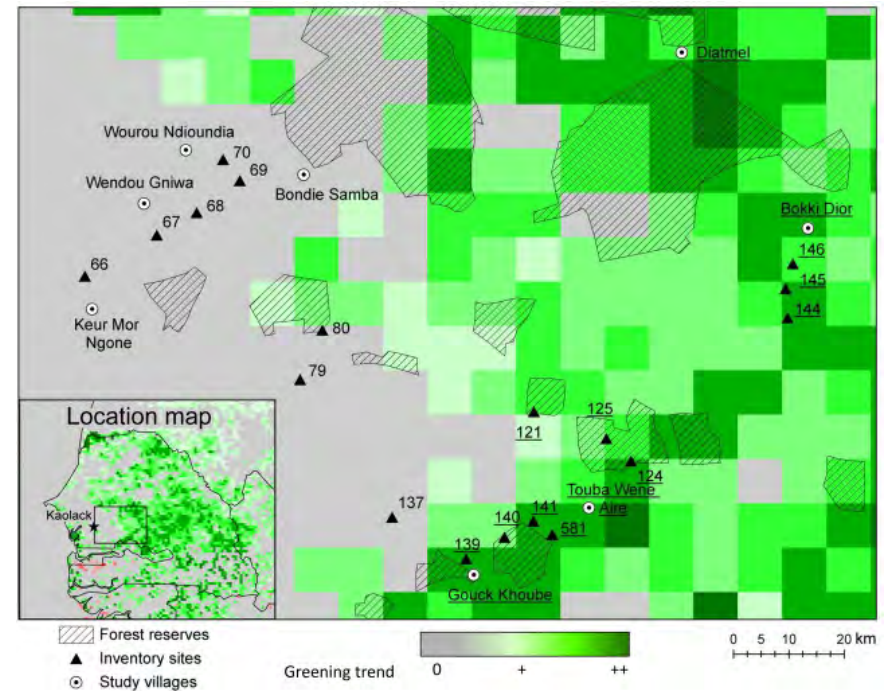 Diatmel
Wourou Ndioundia
70
69
Bondie Samba
Wendou Gniwa
68
67
Bokki Dior
146
66
145
144
Keur Mor
Ngone
80
79
Location map
125
121
124
Touba Wene
Aire
137
141
140
581
Kaolack
139
Gouck Khoube
Forest reserves
Inventory sites
Study villages
Greening trend
0 + ++
0 5 10 20 km